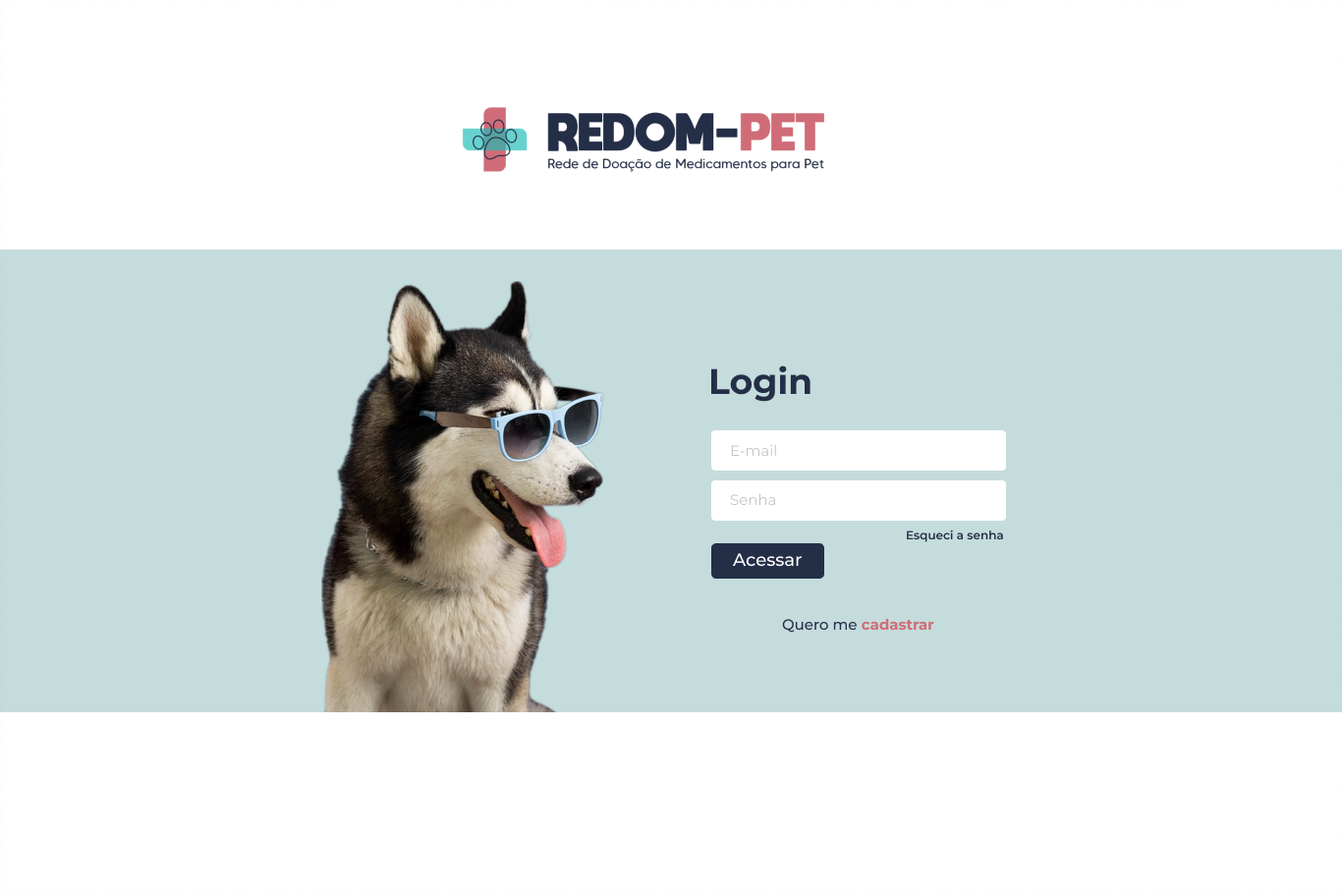 REDOM-PET
Rede de Doação de Medicamentos para Pet
Login
E-mail
Senha
Esqueci a senha
Acessar
Quero me cadastrar